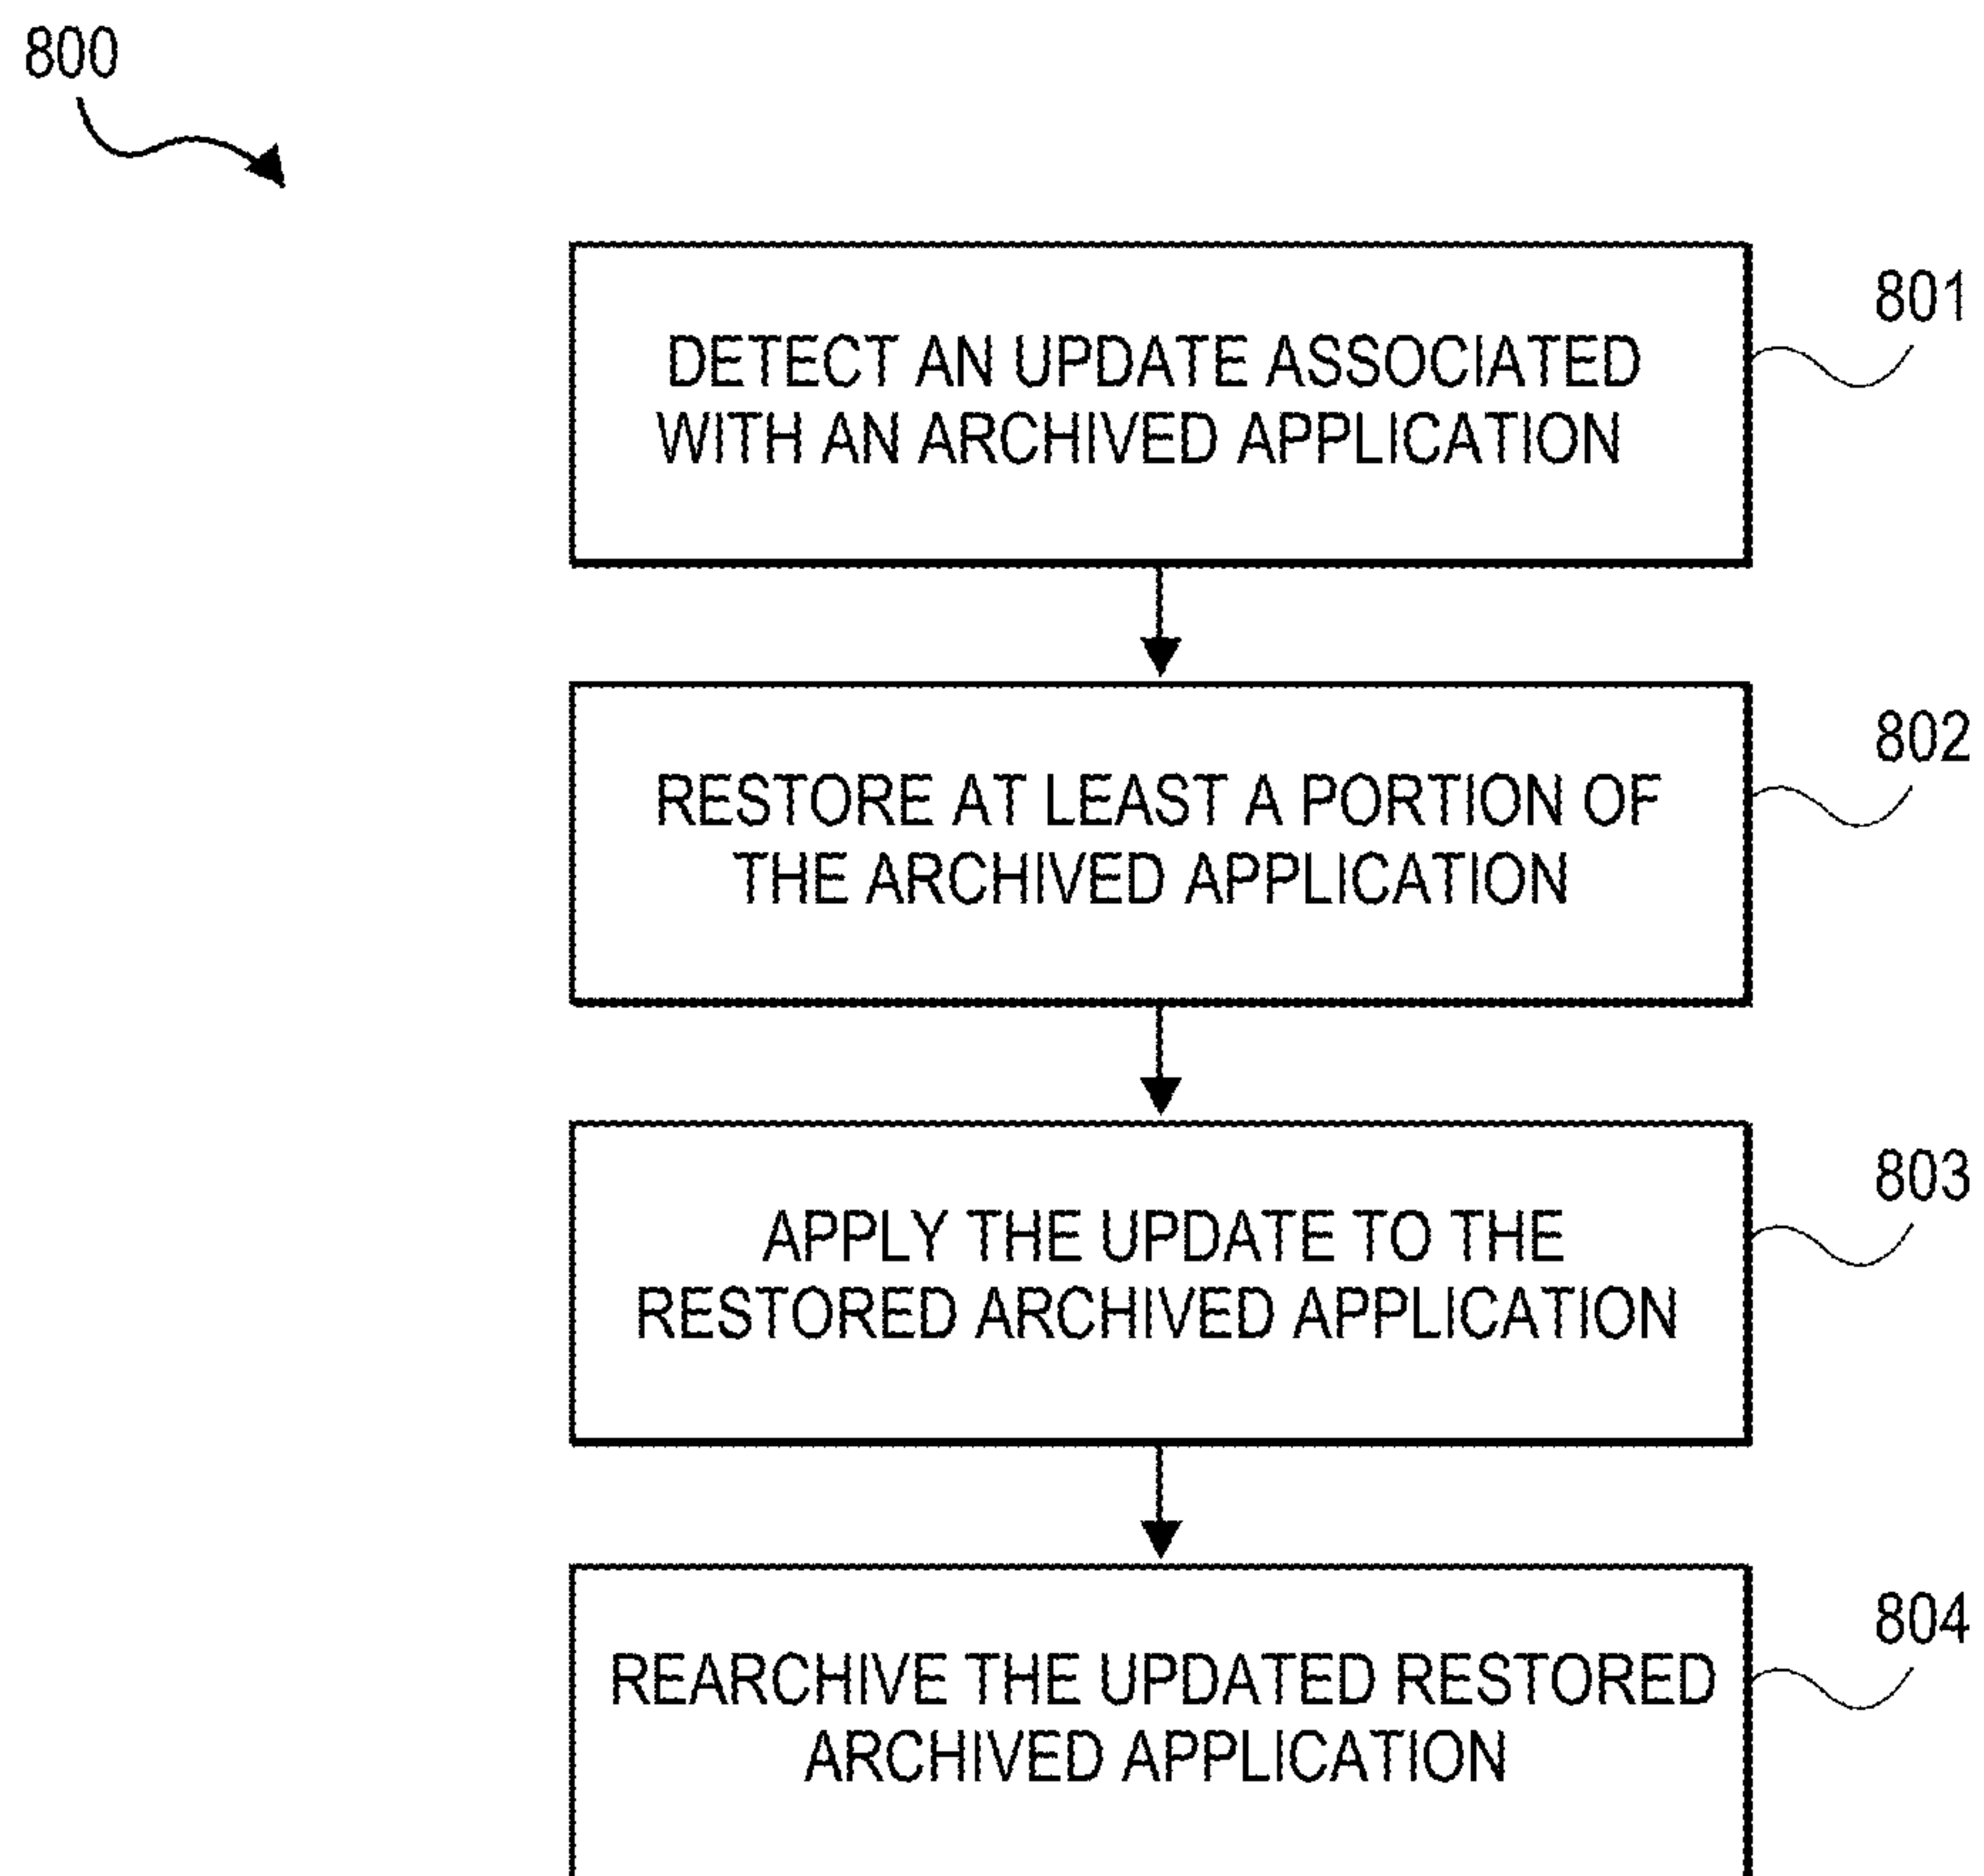 800
DETECT AN UPDATE ASSOCIATED
WITH AN ARCHIVED APPLICATION
801
RESTORE AT LEAST A PORTION OF
THE ARCHIVED APPLICATION
802
APPLY THE UPDATE TO THE
RESTORED ARCHIVED APPLICATION
803
REARCHIVE THE UPDATED RESTORED
ARCHIVED APPLICATION
804